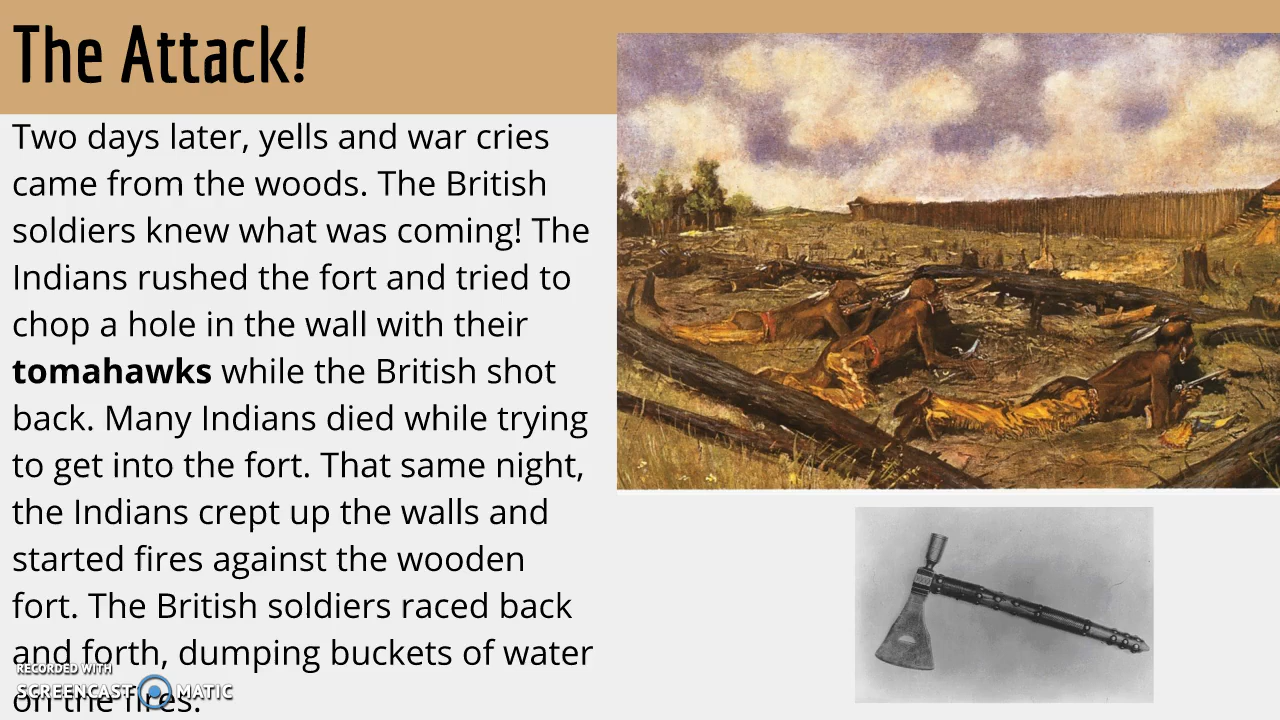 The Attack!
Two days later, yells and war cries
came from the woods. The British
soldiers knew what was coming! The
Indians rushed the fort and tried to
chop a hole in the wall with their
tomahawks while the British shot
back. Many Indians died while trying
to get into the fort. That same night,
the Indians crept up the walls and
started fires against the wooden
fort. The British soldiers raced back
and forth, dumping buckets of water
on the fires.
RECORDED WITH
SCREENCAST MATIC